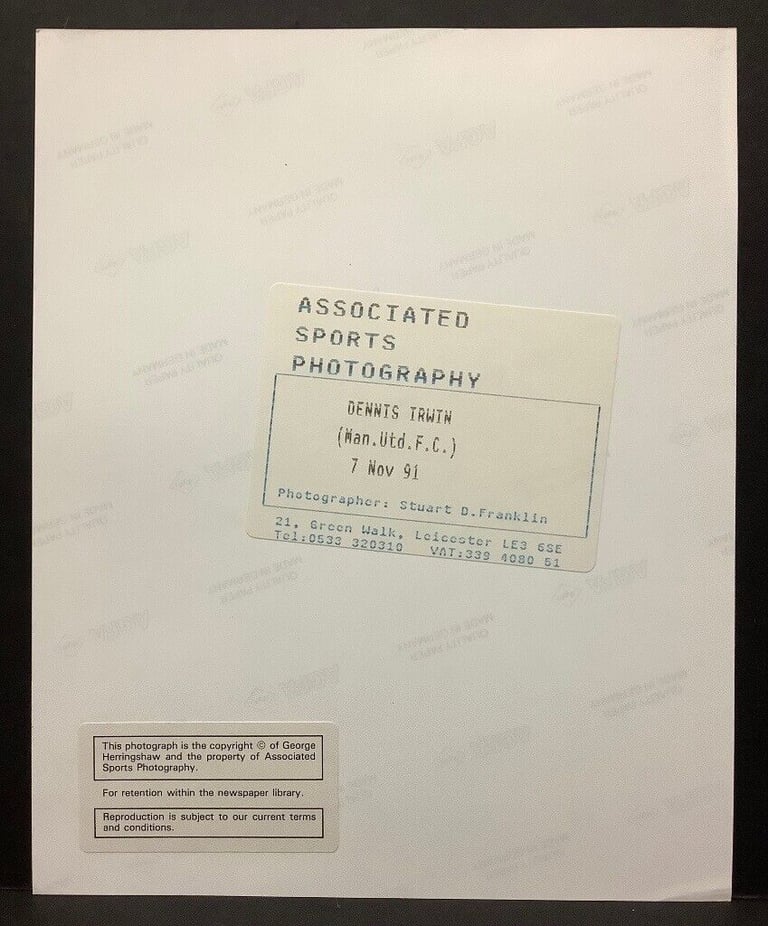 ASSOCIATED
SPORTS
PHOTOGRAPHY
DENNIS IRWIN
(Man.Utd.F.C.)
7 Nov 91
Photographer: Stuart D.Franklin
21, Green Walk, Leicester LE3 6SE
Tel:0533 320310 VAT:339 4080 51
This photograph is the copyright © of George
Herringshaw and the property of Associated
Sports Photography.
For retention within the newspaper library.
Reproduction is subject to our current terms
and conditions.